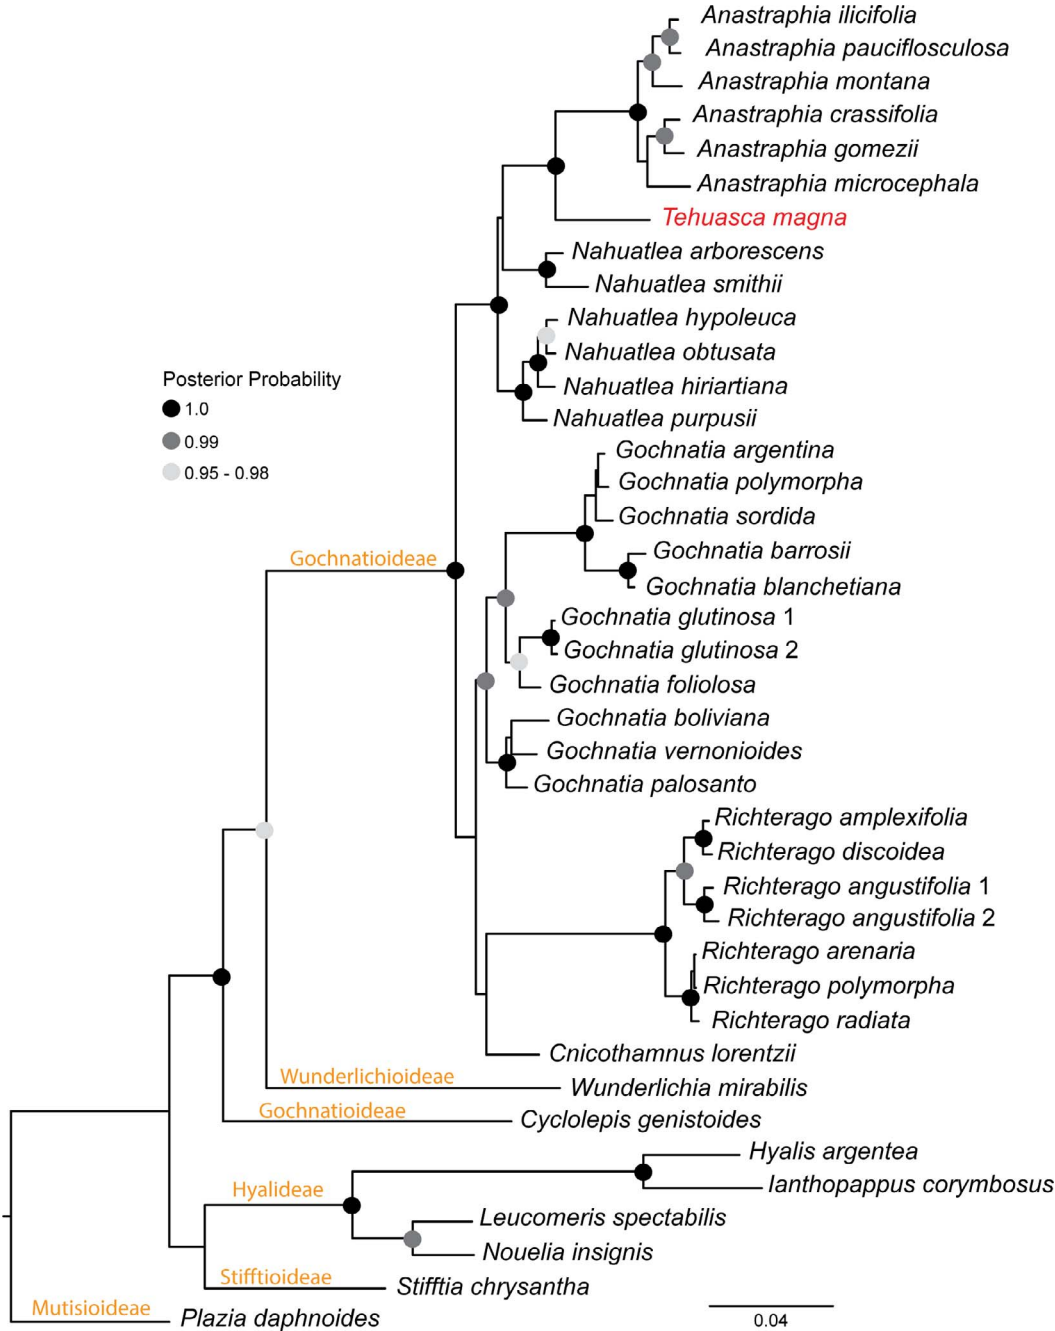 Anastraphia ilicifolia
Anastraphia pauciflosculosa
Anastraphia montana
Anastraphia crassifolia
Anastraphia gomezii
Anastraphia microcephala
Tehuasca magna
Nahuatlea arborescens
Nahuatlea smithii
Nahuatlea hypoleuca
Nahuatlea obtusata
Nahuatlea hiriartiana
Nahuatlea purpusii
Posterior Probability
1.0
0.99
0.95 - 0.98
Gochnatia argentina
Gochnatia polymorpha
Gochnatia sordida
Gochnatia barrosii
Gochnatia blanchetiana
Gochnatioideae
Gochnatia glutinosa 1
Gochnatia glutinosa 2
Gochnatia foliolosa
Gochnatia boliviana
Gochnatia vernonioides
Gochnatia palosanto
Richterago amplexifolia
Richterago discoidea
Richterago angustifolia 1
Richterago angustifolia 2
Richterago arenaria
Richterago polymorpha
Richterago radiata
Cnicothamnus lorentzii
Wunderlichioideae
Wunderlichia mirabilis
Gochnatioideae
Cyclolepis genistoides
Hyalis argentea
Ianthopappus corymbosus
Hyalideae
Leucomeris spectabilis
Nouelia insignis
Stifftioideae
Stifftia chrysantha
Mutisioideae
Plazia daphnoides
0.04